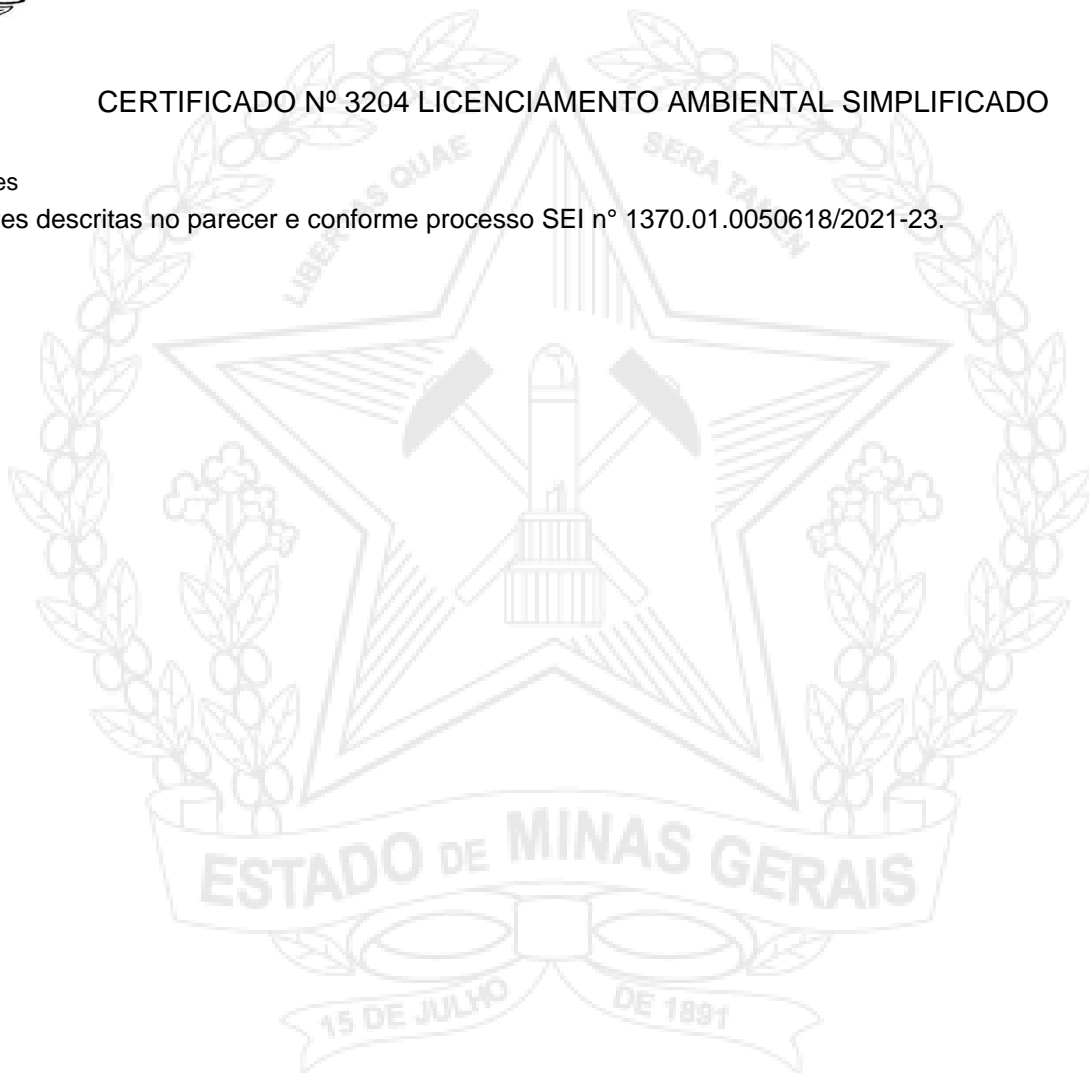 CERTIFICADO Nº 3204 LICENCIAMENTO AMBIENTAL SIMPLIFICADO
es
es descritas no parecer e conforme processo SEI n° 1370.01.0050618/2021-23.
LIBERTAS QUAE SERA TAMEN
ESTADO DE MINAS GERAIS
15 DE JULHO DE 1891